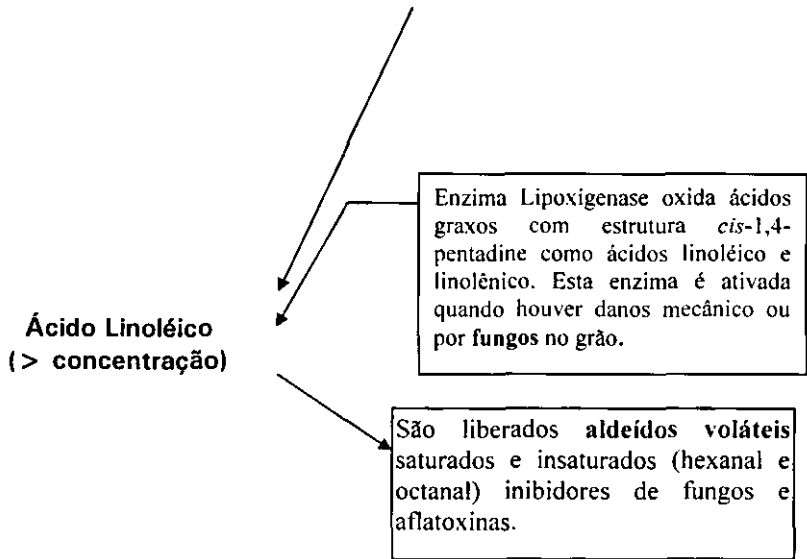 Enzima Lipoxigenase oxida ácidos
graxos com estrutura cis-1,4-
pentadine como ácidos linoléico e
linolênico. Esta enzima é ativada
quando houver danos mecânico ou
por fungos no grão.
Ácido Linoléico
(> concentração)
São liberados aldeídos voláteis
saturados e insaturados (hexanal e
octanal) inibidores de fungos e
aflatoxinas.